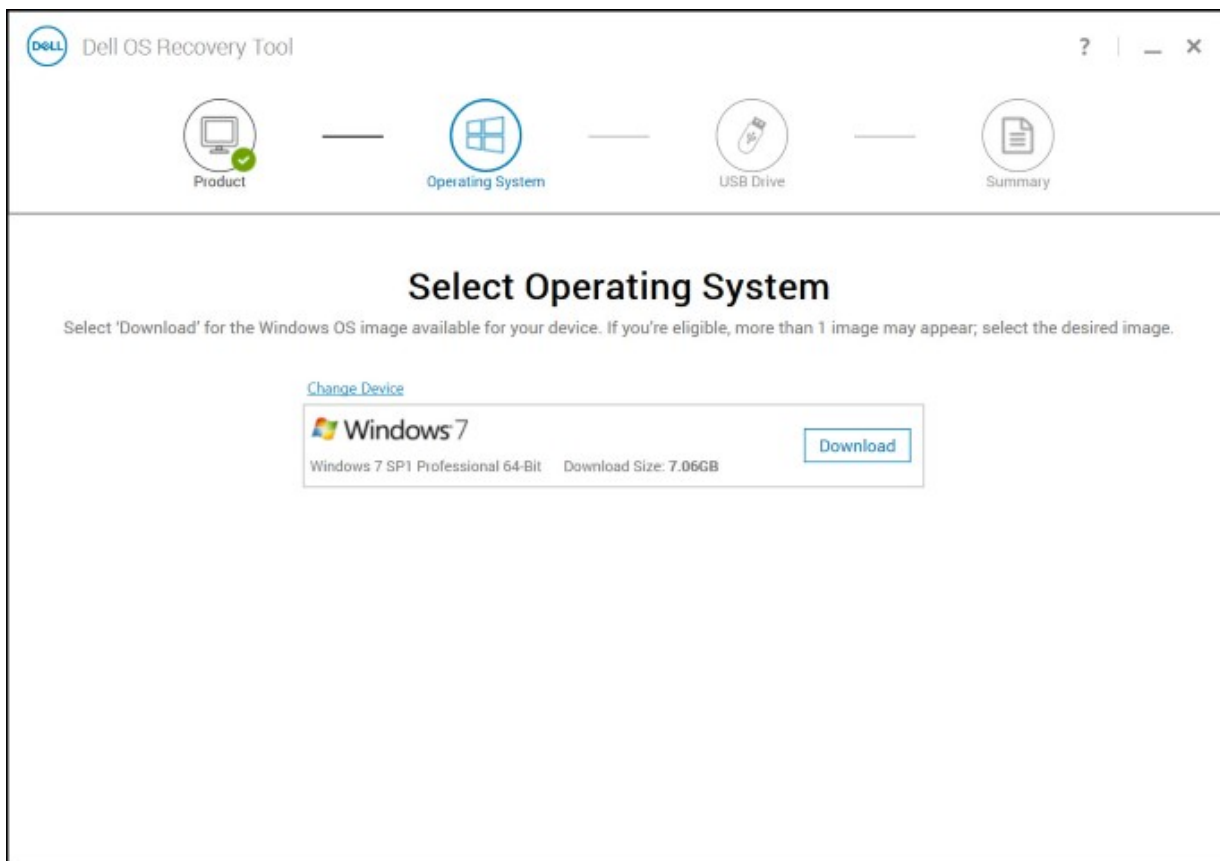 DELL Dell OS Recovery Tool ?
Product
Operating System
USB Drive
Summary
Select Operating System
Select 'Download' for the Windows OS image available for your device. If you're eligible, more than 1 image may appear; select the desired image.
Change Device
Windows 7
Download
Windows 7 SP1 Professional 64-Bit Download Size: 7.06GB